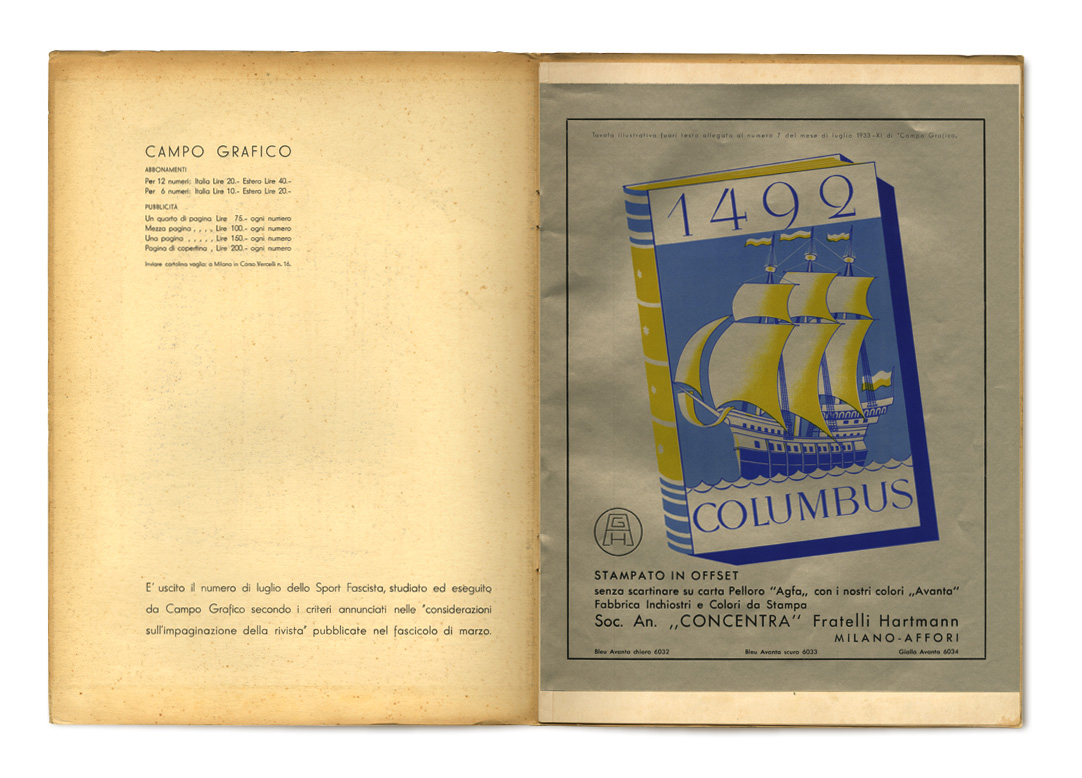 CAMPO GRAFICO
ABBONAMENTI
Per 12 numeri: Italia Lire 20.- Estero Lire 40.-
Per 6 numeri: Italia Lire 10.- Estero Lire 20.-
PUBBLICITÀ
Un quarto di pagina Lire 75.- ogni numero
Mezza pagina , , , , Lire 100.- ogni numero
Una pagina , , , , , Lire 150.- ogni numero
Pagina di copertina , Lire 200.- ogni numero
Inviare cartolina vaglia: a Milano in Corso Vercelli n. 16.
E' uscito il numero di luglio dello Sport Fascista, studiato ed eseguito
da Campo Grafico secondo i criteri annunciati nelle "considerazioni
sull'impaginazione della rivista" pubblicate nel fascicolo di marzo.
Tavola illustrativa fuori testo allegata al numero 7 del mese di luglio 1933-XI di "Campo Grafico.
1492
COLUMBUS
GH
STAMPATO IN OFFSET
senza scartinare su carta Pelloro "Agfa„ con i nostri colori „Avanta"
Fabbrica Inchiostri e Colori da Stampa
Soc. An. „CONCENTRA" Fratelli Hartmann
MILANO-AFFORI
Bleu Avanta chiaro 6032 Bleu Avanta scuro 6033 Giallo Avanta 6034